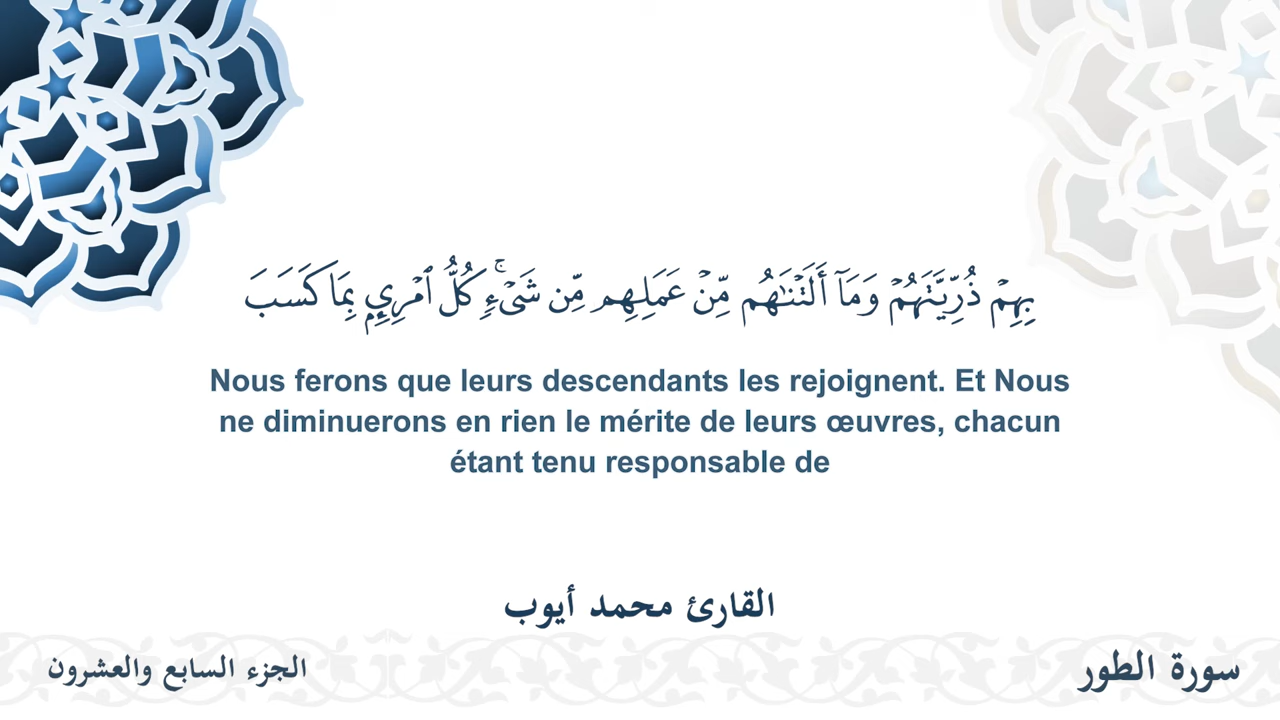 بِهِمْ ذُرِّيَّتَهُمْ وَمَآ أَلَتْنَٰهُم مِّنْ عَمَلِهِم مِّن شَىْءٍۢ ۚ كُلُّ ٱمْرِئٍۭ بِمَا كَسَبَ
Nous ferons que leurs descendants les rejoignent. Et Nous
ne diminuerons en rien le mérite de leurs œuvres, chacun
étant tenu responsable de
القارئ محمد أيوب
سورة الطور
الجزء السابع والعشرون